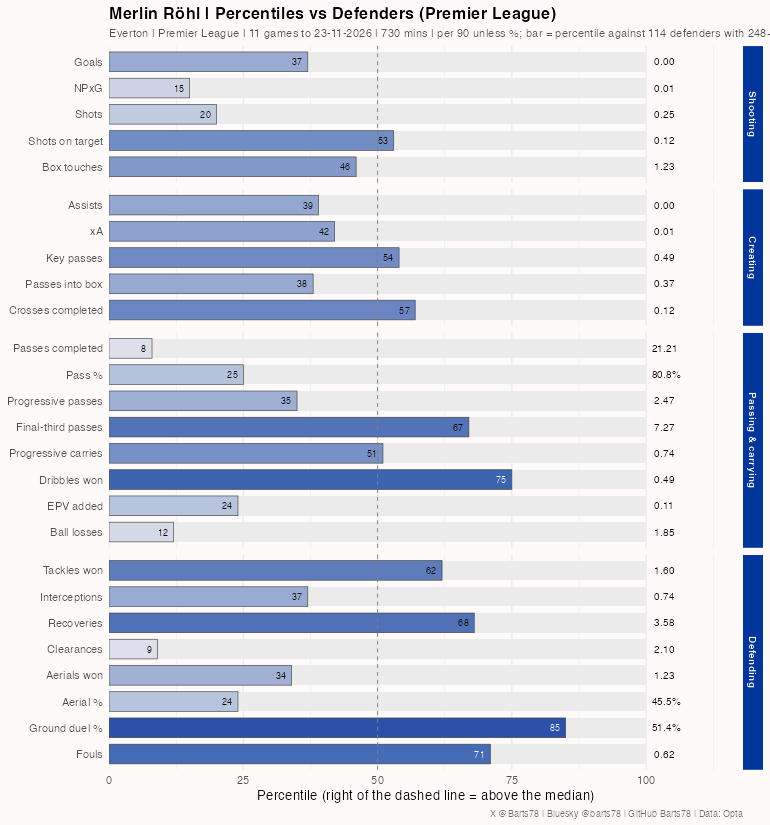 Merlin Röhl | Percentiles vs Defenders (Premier League)
Everton | Premier League | 11 games to 23-11-2026 | 730 mins | per 90 unless %; bar = percentile against 114 defenders with 248-
Shooting
Goals 37 0.00
NPxG 15 0.01
Shots 20 0.25
Shots on target 53 0.12
Box touches 46 1.23
Creating
Assists 39 0.00
xA 42 0.01
Key passes 54 0.49
Passes into box 38 0.37
Crosses completed 57 0.12
Passing & carrying
Passes completed 8 21.21
Pass % 25 80.8%
Progressive passes 35 2.47
Final-third passes 67 7.27
Progressive carries 51 0.74
Dribbles won 75 0.49
EPV added 24 0.11
Ball losses 12 1.85
Defending
Tackles won 62 1.60
Interceptions 37 0.74
Recoveries 68 3.58
Clearances 9 2.10
Aerials won 34 1.23
Aerial % 24 45.5%
Ground duel % 85 51.4%
Fouls 71 0.62
0 25 50 75 100
Percentile (right of the dashed line = above the median)
X @Barts78 | Bluesky @barts78 | GitHub Barts78 | Data: Opta